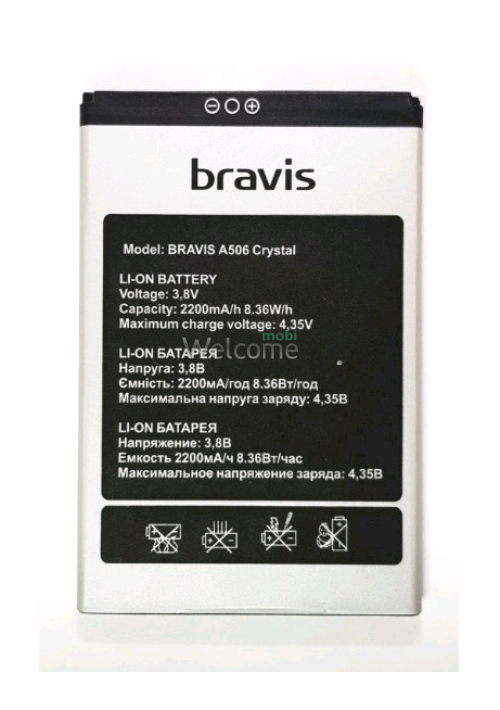 bravis
Model: BRAVIS A506 Crystal
LI-ON BATTERY
Voltage: 3,8V
Capacity: 2200mA/h 8.36W/h
Maximum charge voltage: 4,35V
Welcome mobi
LI-ON БАТАРЕЯ
Напруга: 3,8В
Ємність: 2200мА/год 8.36Вт/год
Максимальна напруга заряду: 4,35В
LI-ON БАТАРЕЯ
Напряжение: 3,8В
Емкость 2200мА/ч 8.36Вт/час
Максимальное напряжение заряда: 4,35В